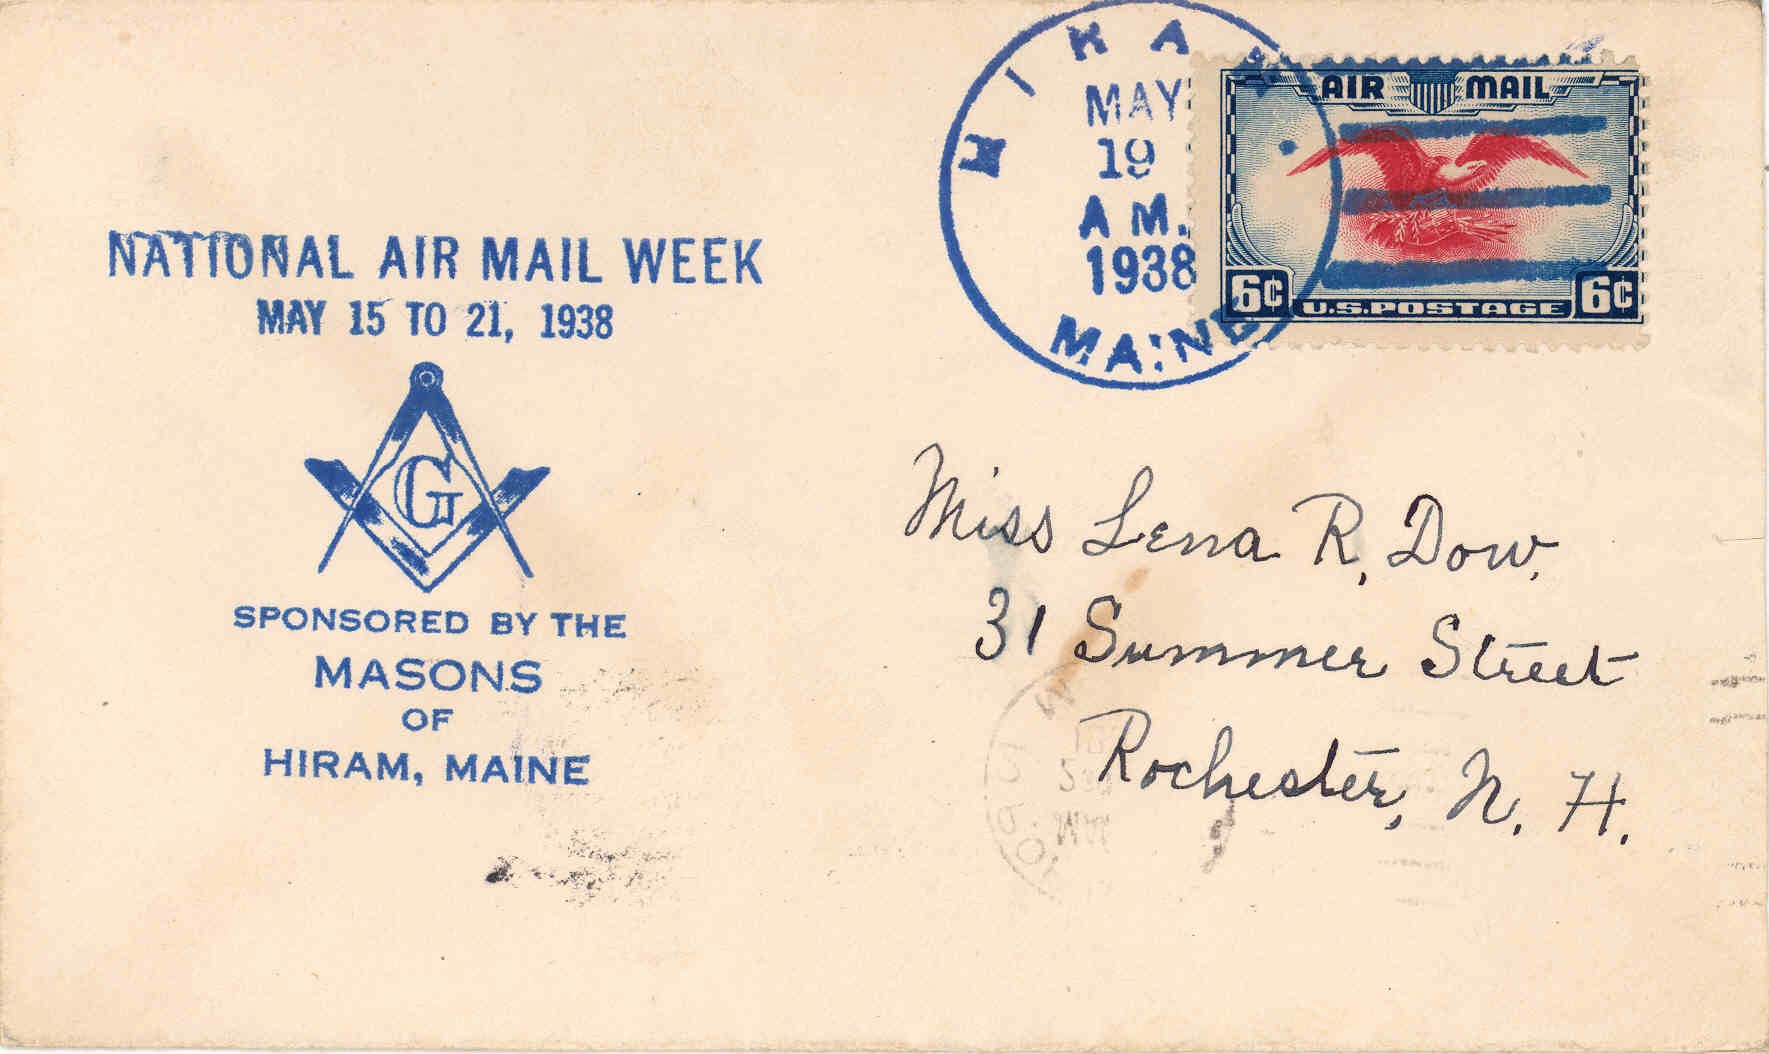 NATIONAL AIR MAIL WEEK
MAY 15 TO 21, 1938
G
SPONSORED BY THE
MASONS
OF
HIRAM, MAINE
HIRAM
MAY
19
A M.
1938
MAINE
AIR MAIL
6¢ U.S.POSTAGE 6¢
Miss Lena R. Dow.
31 Summer Street
Rochester, N. H.